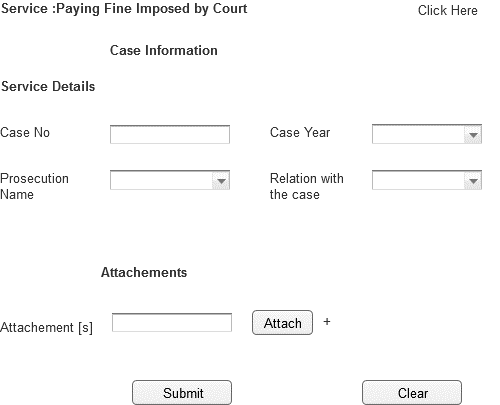 Service :Paying Fine Imposed by Court
Click Here
Case Information
Service Details
Case No
Case Year
Prosecution
Name
Relation with
the case
Attachements
Attachement [s]
Attach
+
Submit
Clear